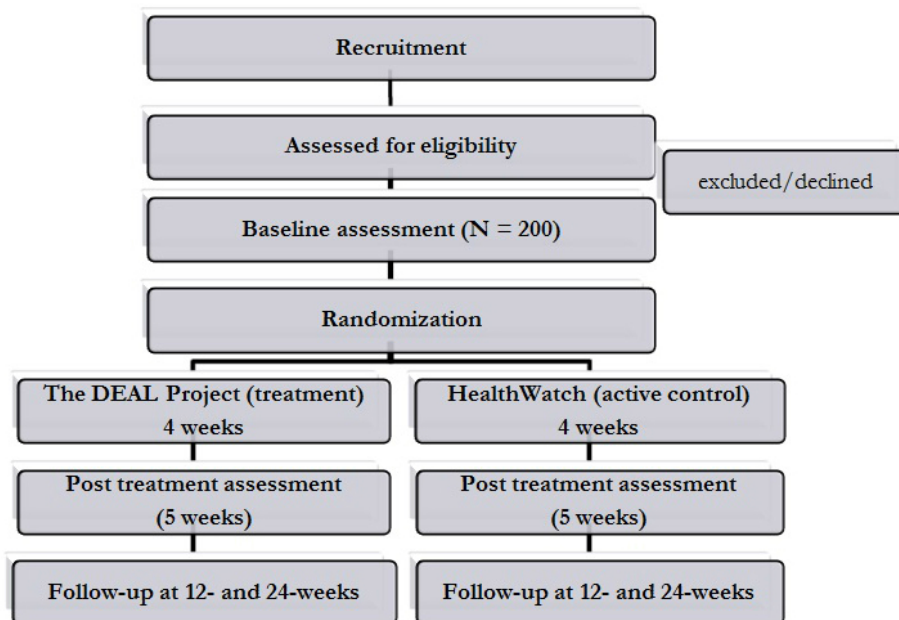 Recruitment
Assessed for eligibility
excluded/declined
Baseline assessment (N = 200)
Randomization
The DEAL Project (treatment)
4 weeks
HealthWatch (active control)
4 weeks
Post treatment assessment
(5 weeks)
Post treatment assessment
(5 weeks)
Follow-up at 12- and 24-weeks
Follow-up at 12- and 24-weeks